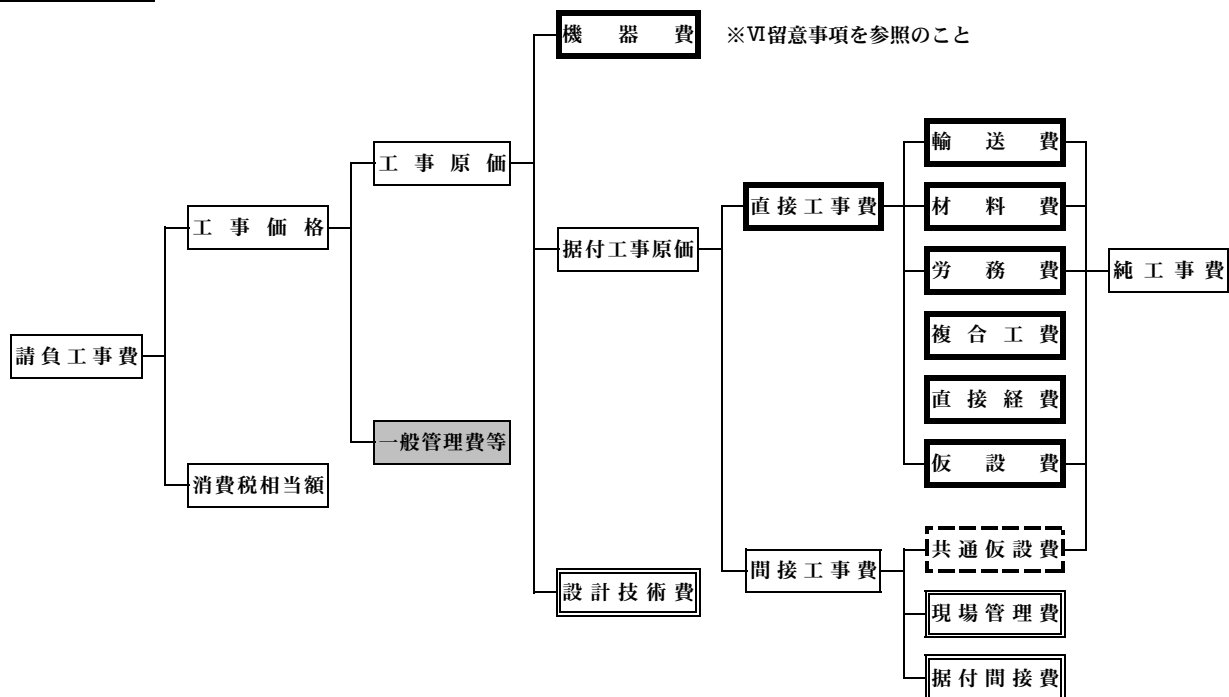 機器費
※Ⅵ留意事項を参照のこと
輸送費
工事原価
直接工事費
材料費
工事価格
据付工事原価
労務費
純工事費
複合工費
請負工事費
直接経費
一般管理費等
仮設費
消費税相当額
共通仮設費
間接工事費
設計技術費
現場管理費
据付間接費